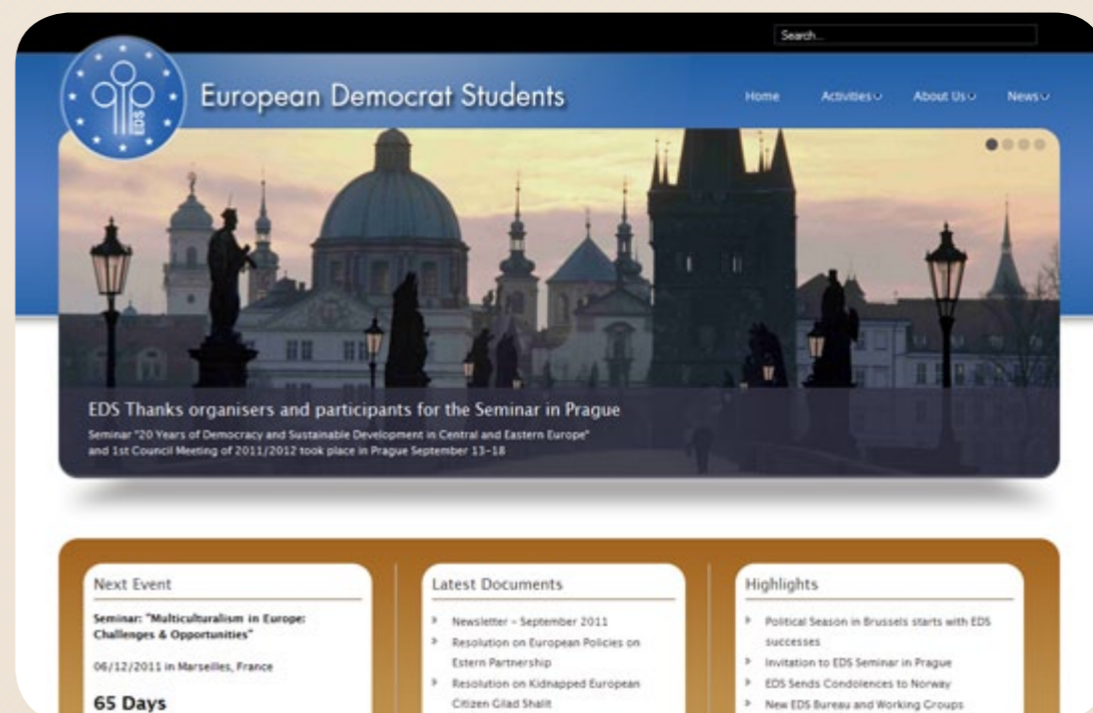 Search...
EDS
European Democrat Students
Home
Activities
About Us
News
EDS Thanks organisers and participants for the Seminar in Prague
Seminar "20 Years of Democracy and Sustainable Development in Central and Eastern Europe"
and 1st Council Meeting of 2011/2012 took place in Prague September 13-18
Next Event
Seminar: "Multiculturalism in Europe:
Challenges & Opportunities"
06/12/2011 in Marseilles, France
65 Days
Latest Documents
Newsletter - September 2011
Resolution on European Policies on
Estern Partnership
Resolution on Kidnapped European
Citizen Gilad Shalit
Highlights
Political Season in Brussels starts with EDS
successes
Invitation to EDS Seminar in Prague
EDS Sends Condolences to Norway
New EDS Bureau and Working Groups